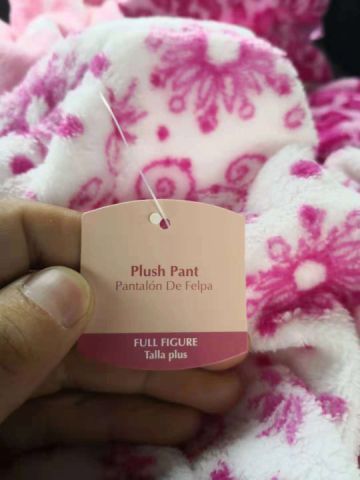 Plush Pant
Pantalón De Felpa
FULL FIGURE
Talla plus